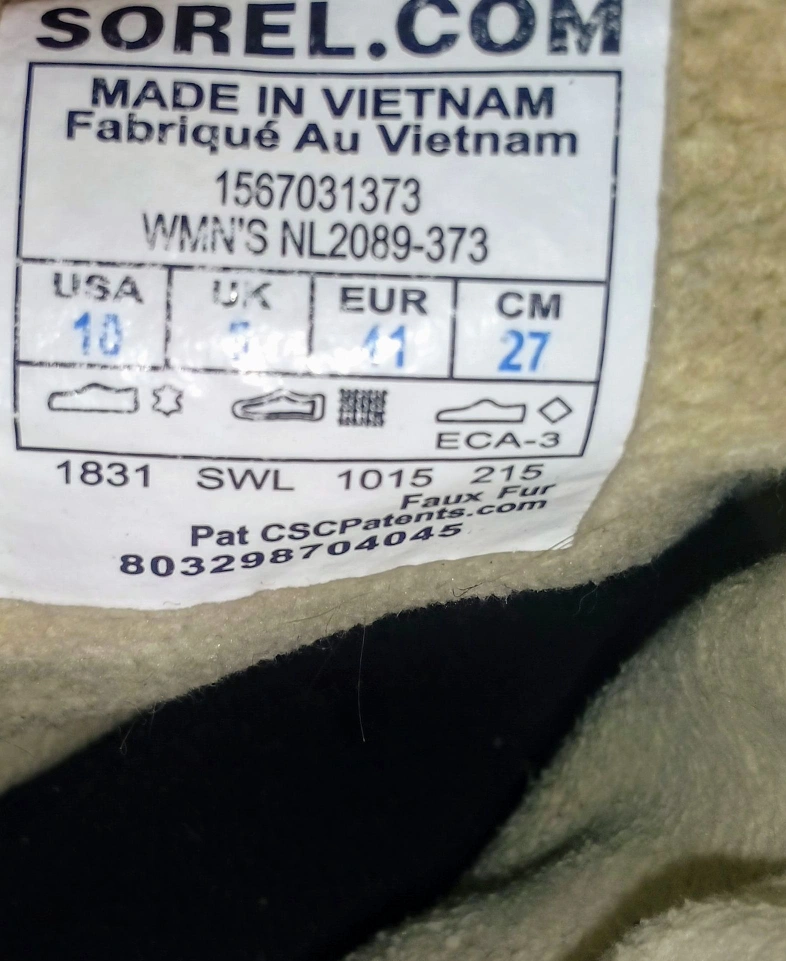 SOREL.COM
MADE IN VIETNAM
Fabriqué Au Vietnam
1567031373
WMN'S NL2089-373
USA UK EUR CM
10 41 27
ECA-3
1831 SWL 1015 215
Faux Fur
Pat CSCPatents.com
803298704045